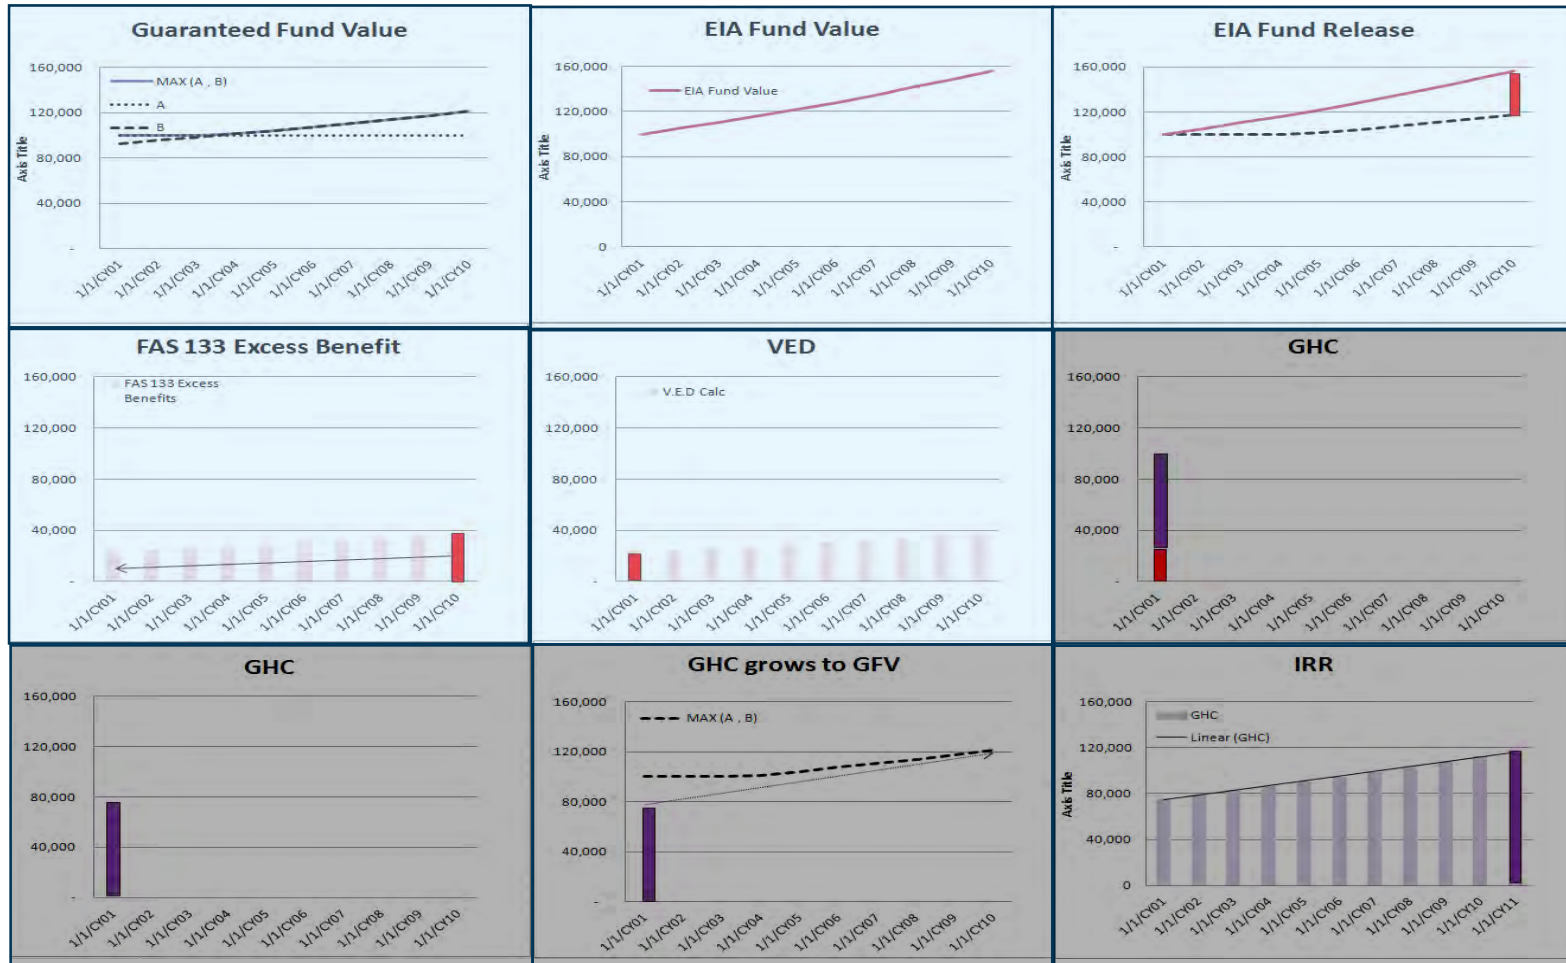 Guaranteed Fund Value
160,000
120,000
80,000
40,000
-
Axis Title
MAX (A , B)
A
B
1/1/CY01
1/1/CY02
1/1/CY03
1/1/CY04
1/1/CY05
1/1/CY06
1/1/CY07
1/1/CY08
1/1/CY09
1/1/CY10
EIA Fund Value
160,000
120,000
80,000
40,000
0
Axis Title
EIA Fund Value
1/1/CY01
1/1/CY02
1/1/CY03
1/1/CY04
1/1/CY05
1/1/CY06
1/1/CY07
1/1/CY08
1/1/CY09
1/1/CY10
EIA Fund Release
160,000
120,000
80,000
40,000
-
Axis Title
1/1/CY01
1/1/CY02
1/1/CY03
1/1/CY04
1/1/CY05
1/1/CY06
1/1/CY07
1/1/CY08
1/1/CY09
1/1/CY10
FAS 133 Excess Benefit
160,000
120,000
80,000
40,000
-
FAS 133 Excess
Benefits
1/1/CY01
1/1/CY02
1/1/CY03
1/1/CY04
1/1/CY05
1/1/CY06
1/1/CY07
1/1/CY08
1/1/CY09
1/1/CY10
VED
160,000
120,000
80,000
40,000
-
V.E.D Calc
1/1/CY01
1/1/CY02
1/1/CY03
1/1/CY04
1/1/CY05
1/1/CY06
1/1/CY07
1/1/CY08
1/1/CY09
1/1/CY10
GHC
160,000
120,000
80,000
40,000
-
1/1/CY01
1/1/CY02
1/1/CY03
1/1/CY04
1/1/CY05
1/1/CY06
1/1/CY07
1/1/CY08
1/1/CY09
1/1/CY10
GHC
160,000
120,000
80,000
40,000
-
1/1/CY01
1/1/CY02
1/1/CY03
1/1/CY04
1/1/CY05
1/1/CY06
1/1/CY07
1/1/CY08
1/1/CY09
1/1/CY10
GHC grows to GFV
160,000
120,000
80,000
40,000
-
MAX (A , B)
1/1/CY01
1/1/CY02
1/1/CY03
1/1/CY04
1/1/CY05
1/1/CY06
1/1/CY07
1/1/CY08
1/1/CY09
1/1/CY10
IRR
160,000
120,000
80,000
40,000
0
Axis Title
GHC
Linear (GHC)
1/1/CY01
1/1/CY02
1/1/CY03
1/1/CY04
1/1/CY05
1/1/CY06
1/1/CY07
1/1/CY08
1/1/CY09
1/1/CY10
1/1/CY11